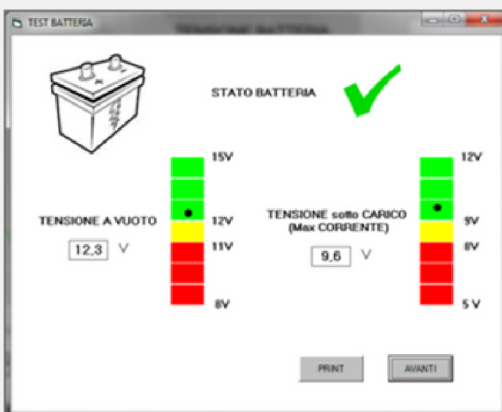 TEST BATTERIA
STATO BATTERIA
15V
12V
TENSIONE A VUOTO
12,3 V
11V
8V
12V
TENSIONE sotto CARICO
(Max CORRENTE)
9V
9,6 V
8V
5 V
PRINT
AVANTI